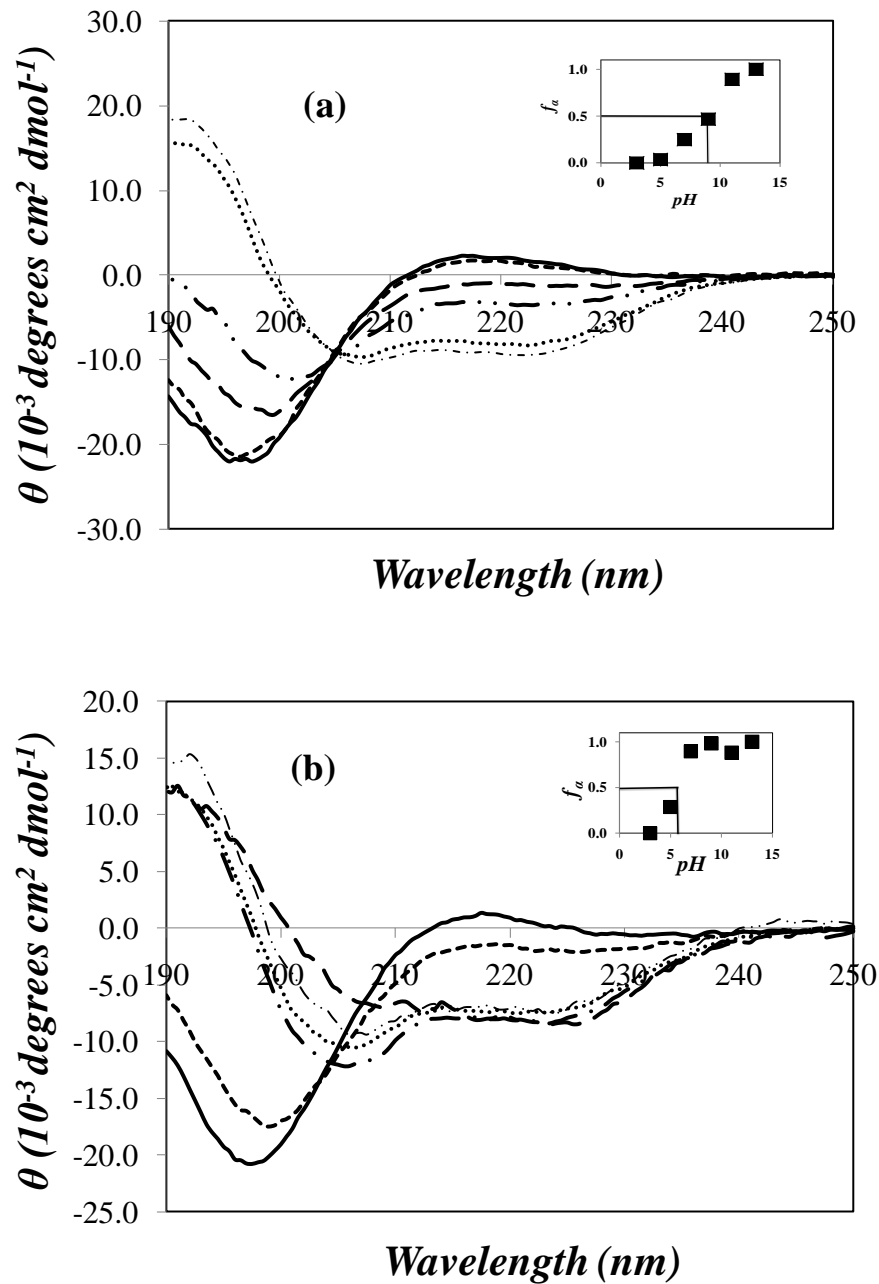 30.0
20.0
10.0
0.0
-10.0
-20.0
-30.0
θ (10⁻³ degrees cm² dmol⁻¹)
(a)
1.0
0.5
0.0
fα
0 5 10 15
pH
190 200 210 220 230 240 250
Wavelength (nm)
20.0
15.0
10.0
5.0
0.0
-5.0
-10.0
-15.0
-20.0
-25.0
θ (10⁻³ degrees cm² dmol⁻¹)
(b)
1.0
0.5
0.0
fα
0 5 10 15
pH
190 200 210 220 230 240 250
Wavelength (nm)